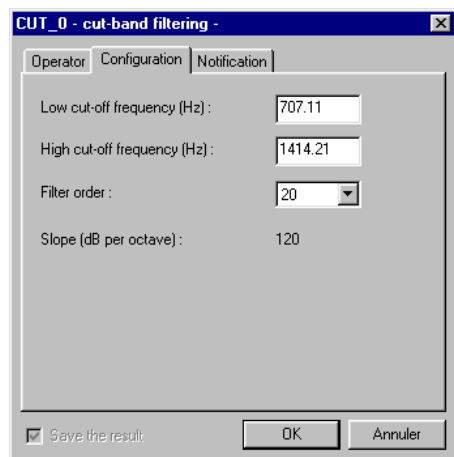 CUT_0 - cut-band filtering -
Operator Configuration Notification
Low cut-off frequency (Hz) : 707.11
High cut-off frequency (Hz) : 1414.21
Filter order : 20
Slope (dB per octave) : 120
Save the result OK Annuler